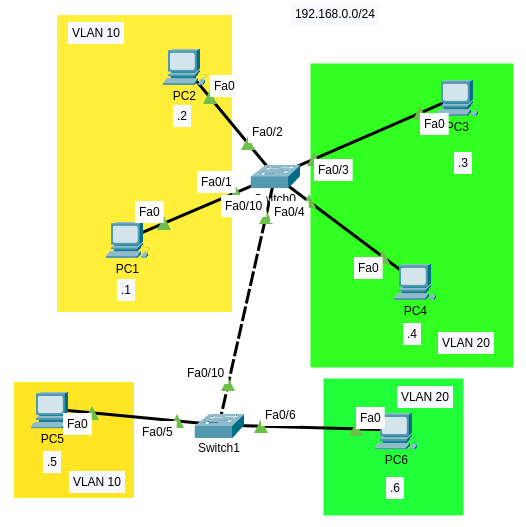 192.168.0.0/24
VLAN 10
Fa0
PC2
.2
Fa0/2
Fa0
PC3
.3
Fa0/3
Fa0/1
Switch0
Fa0/10
Fa0/4
Fa0
PC1
.1
Fa0
PC4
.4
VLAN 20
Fa0/10
VLAN 20
Fa0
PC5
.5
VLAN 10
Fa0/5
Switch1
Fa0/6
Fa0
PC6
.6